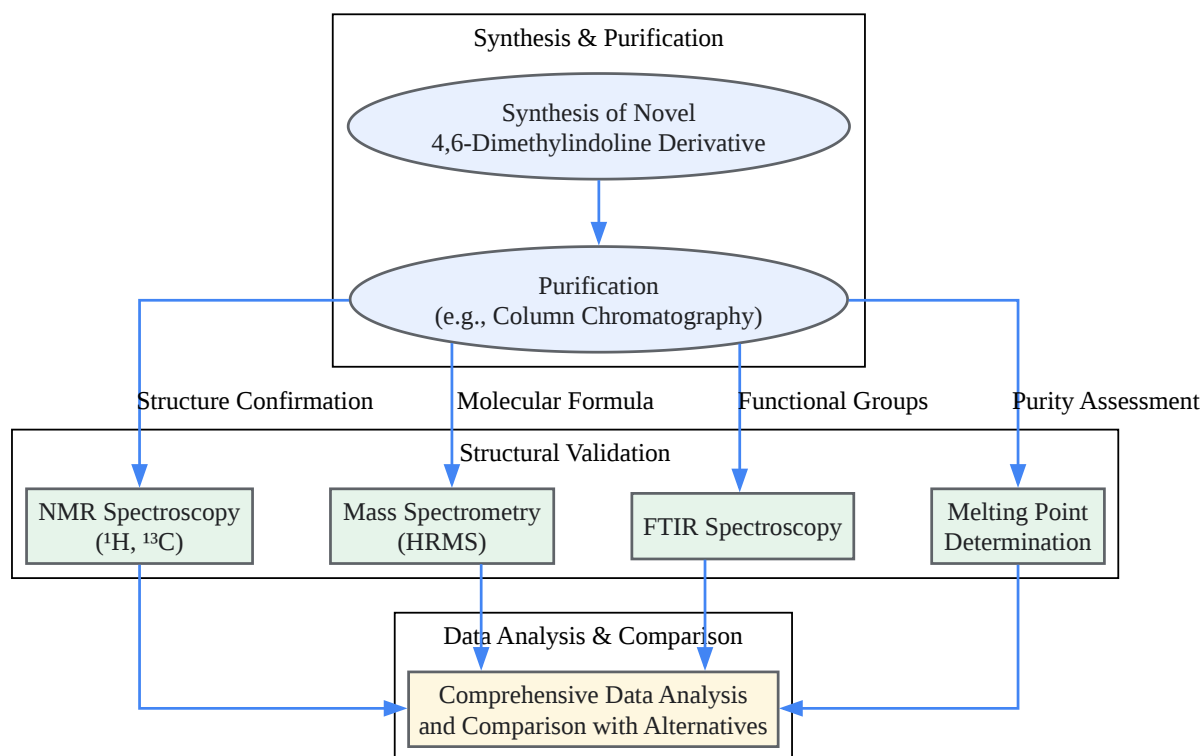 Synthesis & Purification
Synthesis of Novel
4,6-Dimethylindoline Derivative
Purification
(e.g., Column Chromatography)
Structure Confirmation
Molecular Formula
Functional Groups
Purity Assessment
Structural Validation
NMR Spectroscopy
(¹H, ¹³C)
Mass Spectrometry
(HRMS)
FTIR Spectroscopy
Melting Point
Determination
Data Analysis & Comparison
Comprehensive Data Analysis
and Comparison with Alternatives